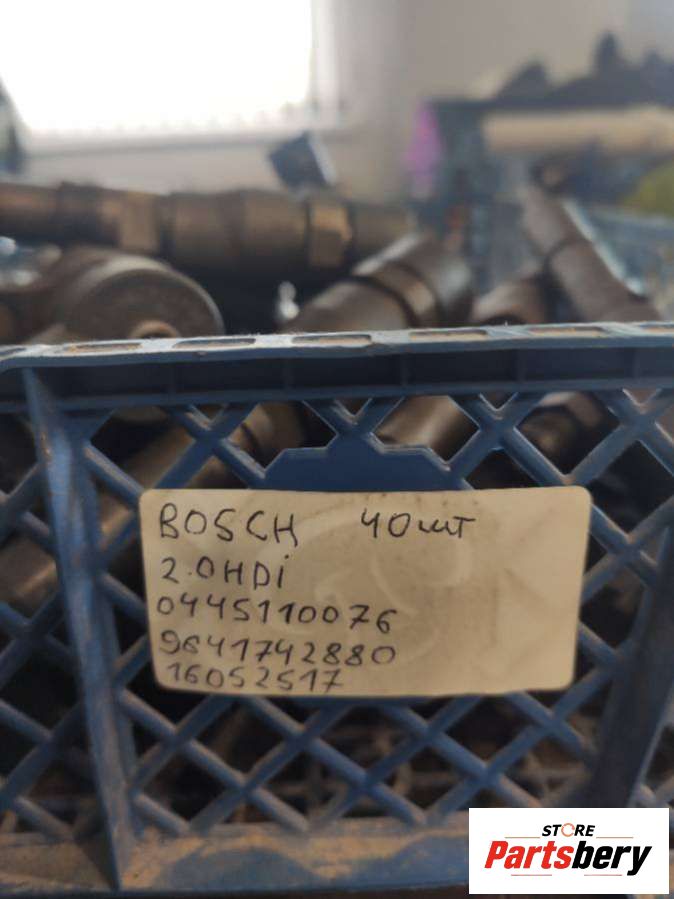 BOSCH 40шт
2.0HDi
0445110076
9641742880
16052517
STORE
Partsbery